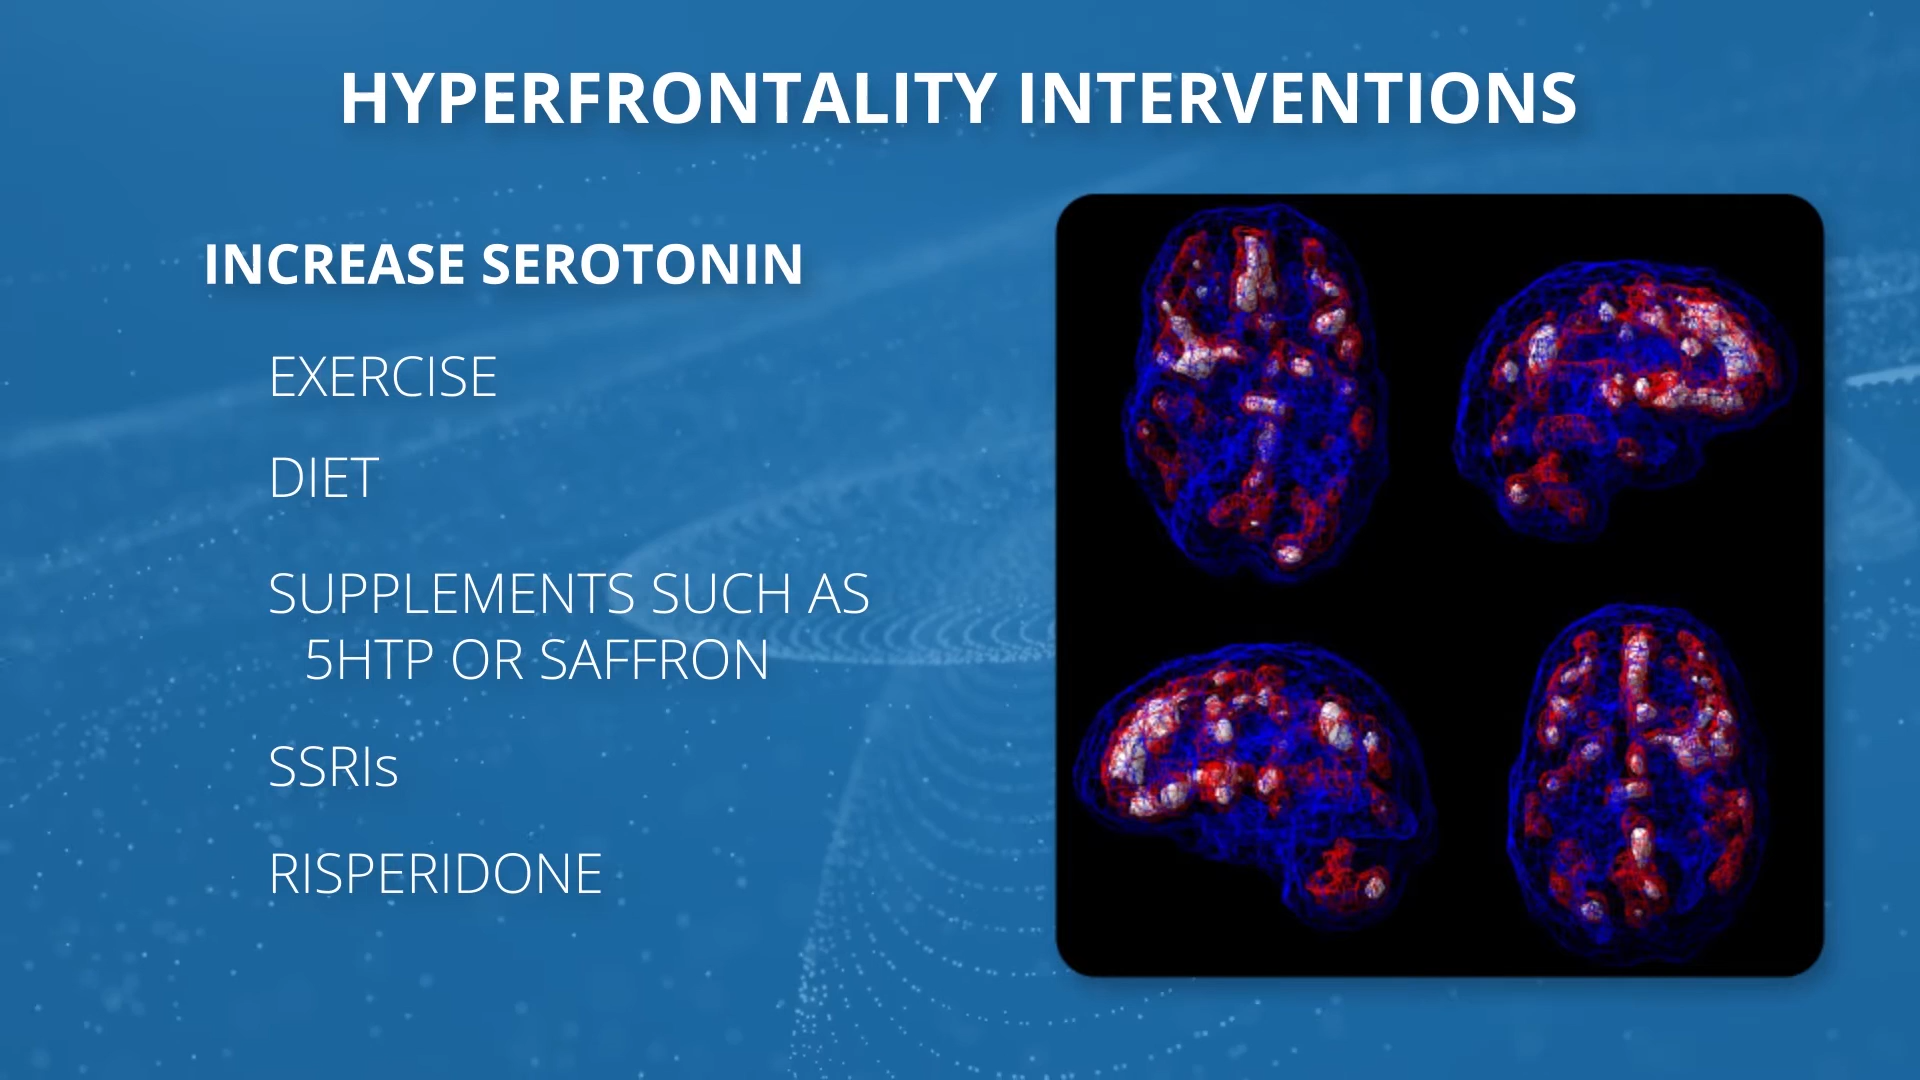 HYPERFRONTALITY INTERVENTIONS
INCREASE SEROTONIN
EXERCISE
DIET
SUPPLEMENTS SUCH AS
5HTP OR SAFFRON
SSRIs
RISPERIDONE